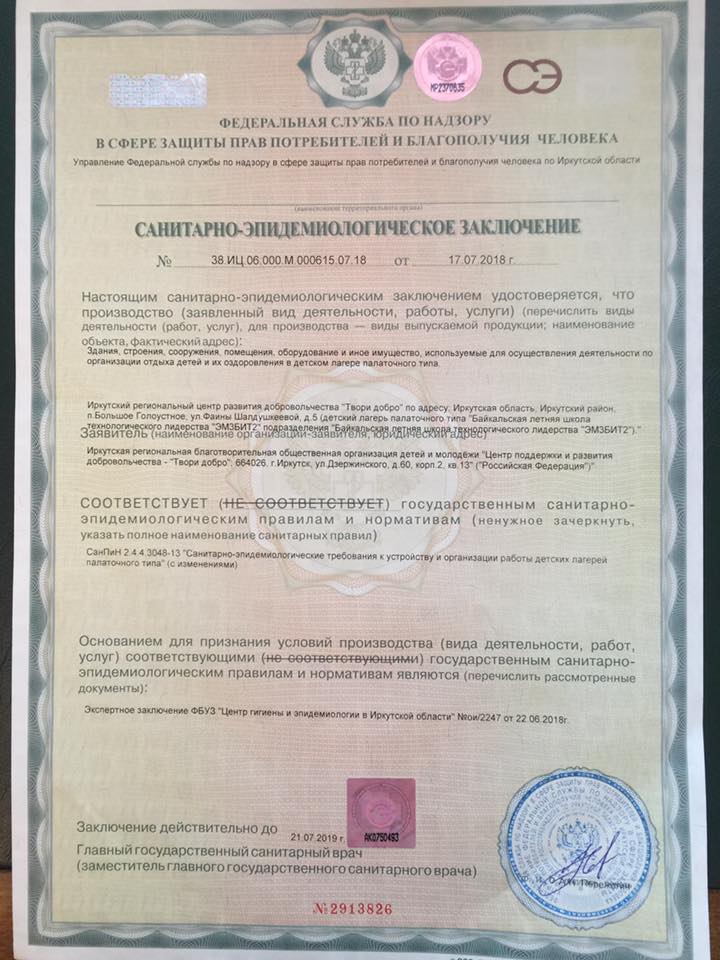 МР2370635
СЭ
ФЕДЕРАЛЬНАЯ СЛУЖБА ПО НАДЗОРУ
В СФЕРЕ ЗАЩИТЫ ПРАВ ПОТРЕБИТЕЛЕЙ И БЛАГОПОЛУЧИЯ ЧЕЛОВЕКА
Управление Федеральной службы по надзору в сфере защиты прав потребителей и благополучия человека по Иркутской области
(наименование территориального органа)
САНИТАРНО-ЭПИДЕМИОЛОГИЧЕСКОЕ ЗАКЛЮЧЕНИЕ
№ 38.ИЦ.06.000.М.000615.07.18 от 17.07.2018 г.
Настоящим санитарно-эпидемиологическим заключением удостоверяется, что
производство (заявленный вид деятельности, работы, услуги) (перечислить виды
деятельности (работ, услуг), для производства — виды выпускаемой продукции; наименование
объекта, фактический адрес):
Здания, строения, сооружения, помещения, оборудование и иное имущество, используемые для осуществления деятельности по
организации отдыха детей и их оздоровления в детском лагере палаточного типа.
Иркутский региональный центр развития добровольчества "Твори добро" по адресу: Иркутская область, Иркутский район,
п.Большое Голоустное, ул.Фаины Шалдушкеевой, д.5 (детский лагерь палаточного типа "Байкальская летняя школа
технологического лидерства "ЭМЗБИТ2" подразделения "Байкальская летняя школа технологического лидерства "ЭМЗБИТ2")."
Заявитель (наименование организации-заявителя, юридический адрес)
Иркутская региональная благотворительная общественная организация детей и молодёжи "Центр поддержки и развития
добровольчества - "Твори добро"; 664026, г.Иркутск, ул.Дзержинского, д.60, корп.2, кв.13" ("Российская Федерация")"
СООТВЕТСТВУЕТ (НЕ СООТВЕТСТВУЕТ) государственным санитарно-
эпидемиологическим правилам и нормативам (ненужное зачеркнуть,
указать полное наименование санитарных правил)
СанПиН 2.4.4.3048-13 "Санитарно-эпидемиологические требования к устройству и организации работы детских лагерей
палаточного типа" (с изменениями)
Основанием для признания условий производства (вида деятельности, работ,
услуг) соответствующими (не соответствующими) государственным санитарно-
эпидемиологическим правилам и нормативам являются (перечислить рассмотренные
документы):
Экспертное заключение ФБУЗ "Центр гигиены и эпидемиологии в Иркутской области" №ои/2247 от 22.06.2018г.
Заключение действительно до 21.07.2019 г.
АК0750493
Главный государственный санитарный врач
(заместитель главного государственного санитарного врача)
№2913826